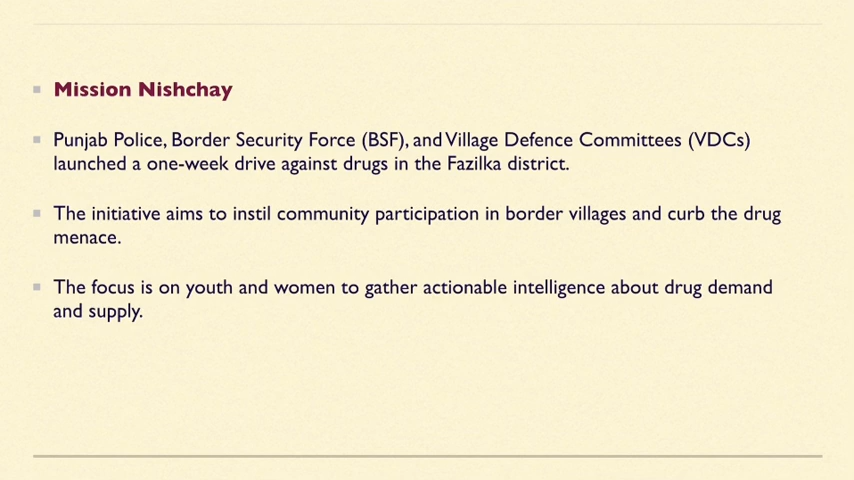 Mission Nishchay
Punjab Police, Border Security Force (BSF), and Village Defence Committees (VDCs)
launched a one-week drive against drugs in the Fazilka district.
The initiative aims to instil community participation in border villages and curb the drug
menace.
The focus is on youth and women to gather actionable intelligence about drug demand
and supply.